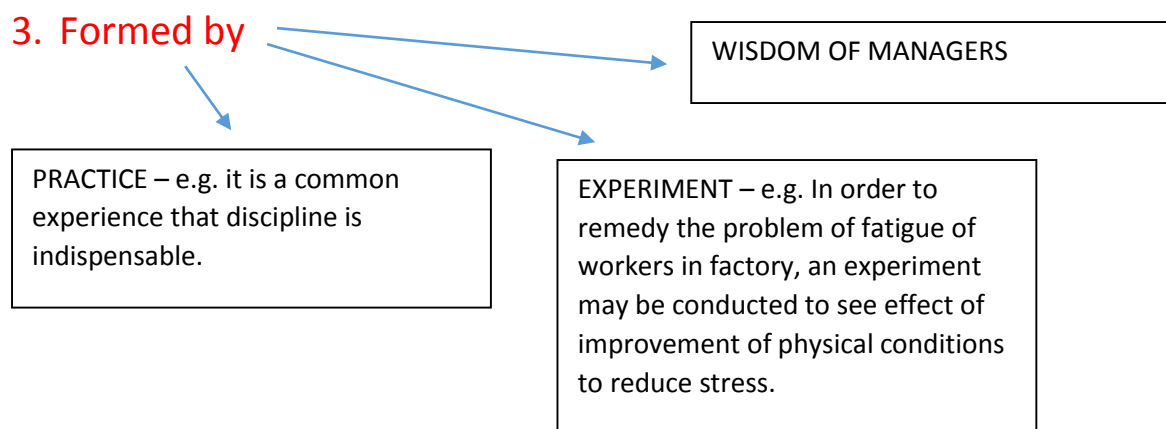 3. Formed by
WISDOM OF MANAGERS
PRACTICE – e.g. it is a common
experience that discipline is
indispensable.
EXPERIMENT – e.g. In order to
remedy the problem of fatigue of
workers in factory, an experiment
may be conducted to see effect of
improvement of physical conditions
to reduce stress.